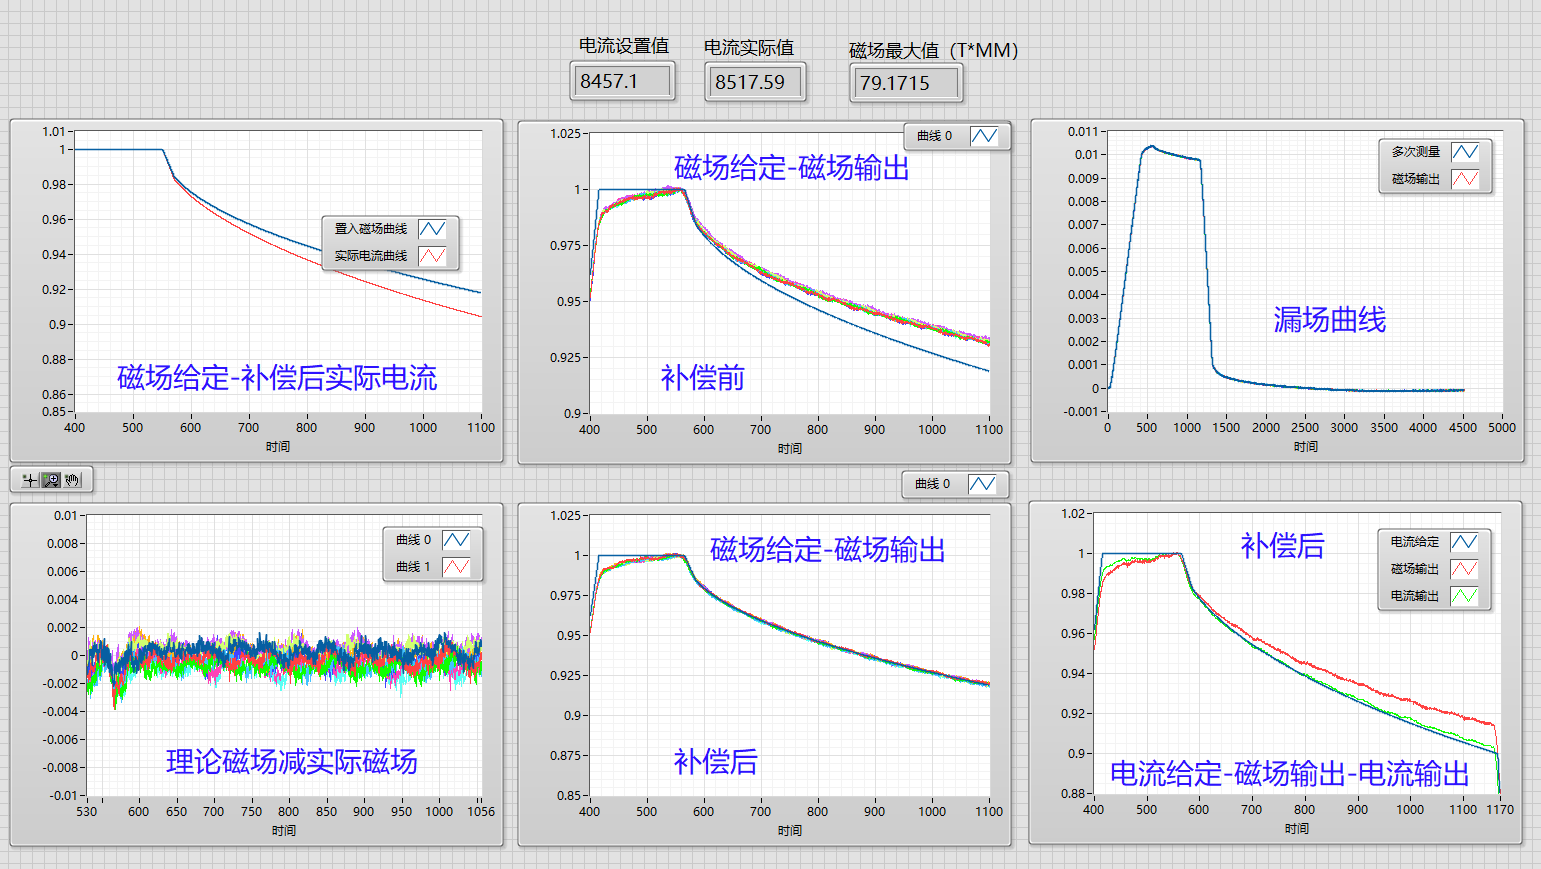 电流设置值
8457.1
电流实际值
8517.59
磁场最大值（T*MM）
79.1715
1.01
1
0.98
0.96
0.94
0.92
0.9
0.88
0.86
0.85
400 500 600 700 800 900 1000 1100
时间
置入磁场曲线
实际电流曲线
磁场给定-补偿后实际电流
曲线 0
1.025
1
0.975
0.95
0.925
0.9
400 500 600 700 800 900 1000 1100
时间
磁场给定-磁场输出
补偿前
0.011
0.01
0.009
0.008
0.007
0.006
0.005
0.004
0.003
0.002
0.001
0
-0.001
0 500 1000 1500 2000 2500 3000 3500 4000 4500 5000
时间
多次测量
磁场输出
漏场曲线
0.01
0.008
0.006
0.004
0.002
0
-0.002
-0.004
-0.006
-0.008
-0.01
530 600 650 700 750 800 850 900 950 1000 1056
时间
曲线 0
曲线 1
理论磁场减实际磁场
曲线 0
1.025
1
0.975
0.95
0.925
0.9
0.875
0.85
400 500 600 700 800 900 1000 1100
时间
磁场给定-磁场输出
补偿后
1.02
1
0.98
0.96
0.94
0.92
0.9
0.88
400 500 600 700 800 900 1000 1100 1170
时间
补偿后
电流给定
磁场输出
电流输出
电流给定-磁场输出-电流输出